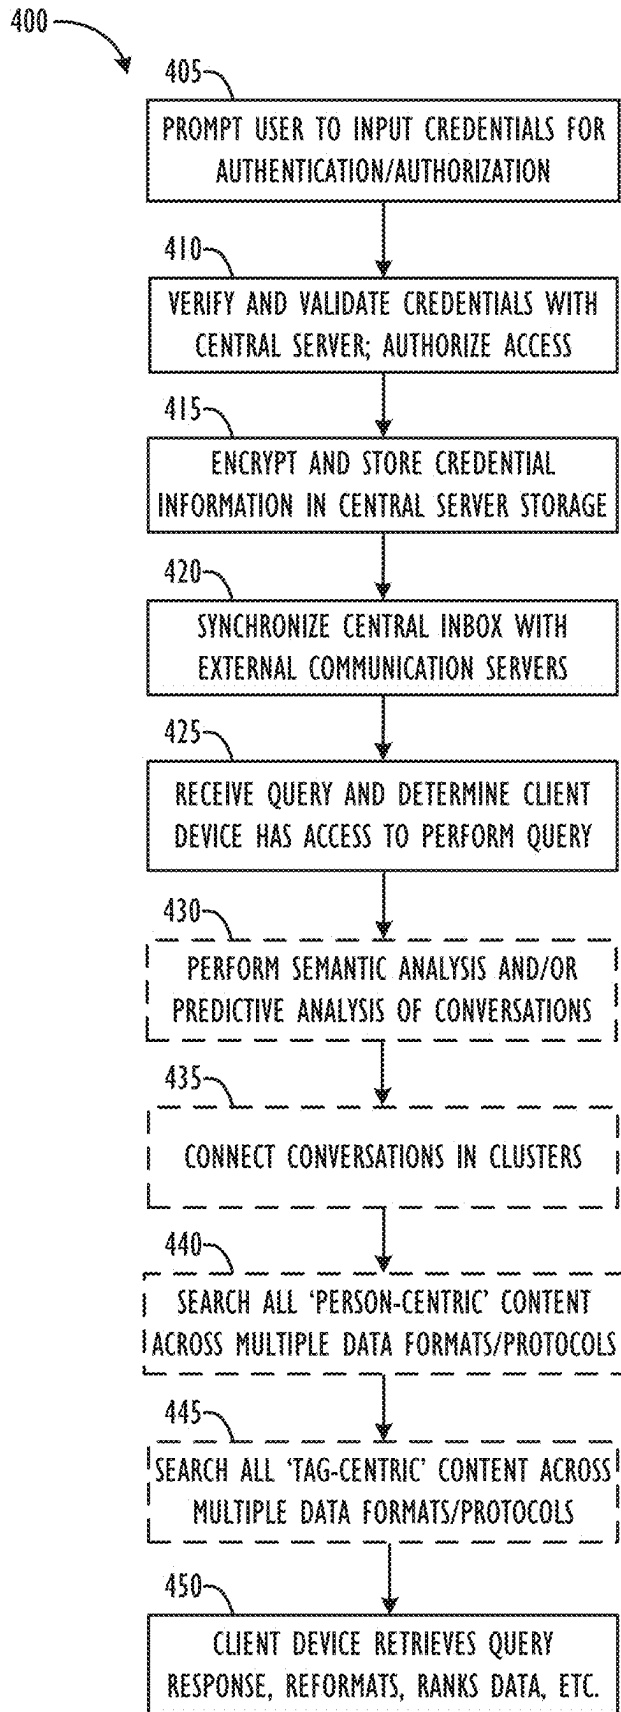 400
405
PROMPT USER TO INPUT CREDENTIALS FOR
AUTHENTICATION/AUTHORIZATION
410
VERIFY AND VALIDATE CREDENTIALS WITH
CENTRAL SERVER; AUTHORIZE ACCESS
415
ENCRYPT AND STORE CREDENTIAL
INFORMATION IN CENTRAL SERVER STORAGE
420
SYNCHRONIZE CENTRAL INBOX WITH
EXTERNAL COMMUNICATION SERVERS
425
RECEIVE QUERY AND DETERMINE CLIENT
DEVICE HAS ACCESS TO PERFORM QUERY
430
PERFORM SEMANTIC ANALYSIS AND/OR
PREDICTIVE ANALYSIS OF CONVERSATIONS
435
CONNECT CONVERSATIONS IN CLUSTERS
440
SEARCH ALL ‘PERSON-CENTRIC’ CONTENT
ACROSS MULTIPLE DATA FORMATS/PROTOCOLS
445
SEARCH ALL ‘TAG-CENTRIC’ CONTENT ACROSS
MULTIPLE DATA FORMATS/PROTOCOLS
450
CLIENT DEVICE RETRIEVES QUERY
RESPONSE, REFORMATS, RANKS DATA, ETC.